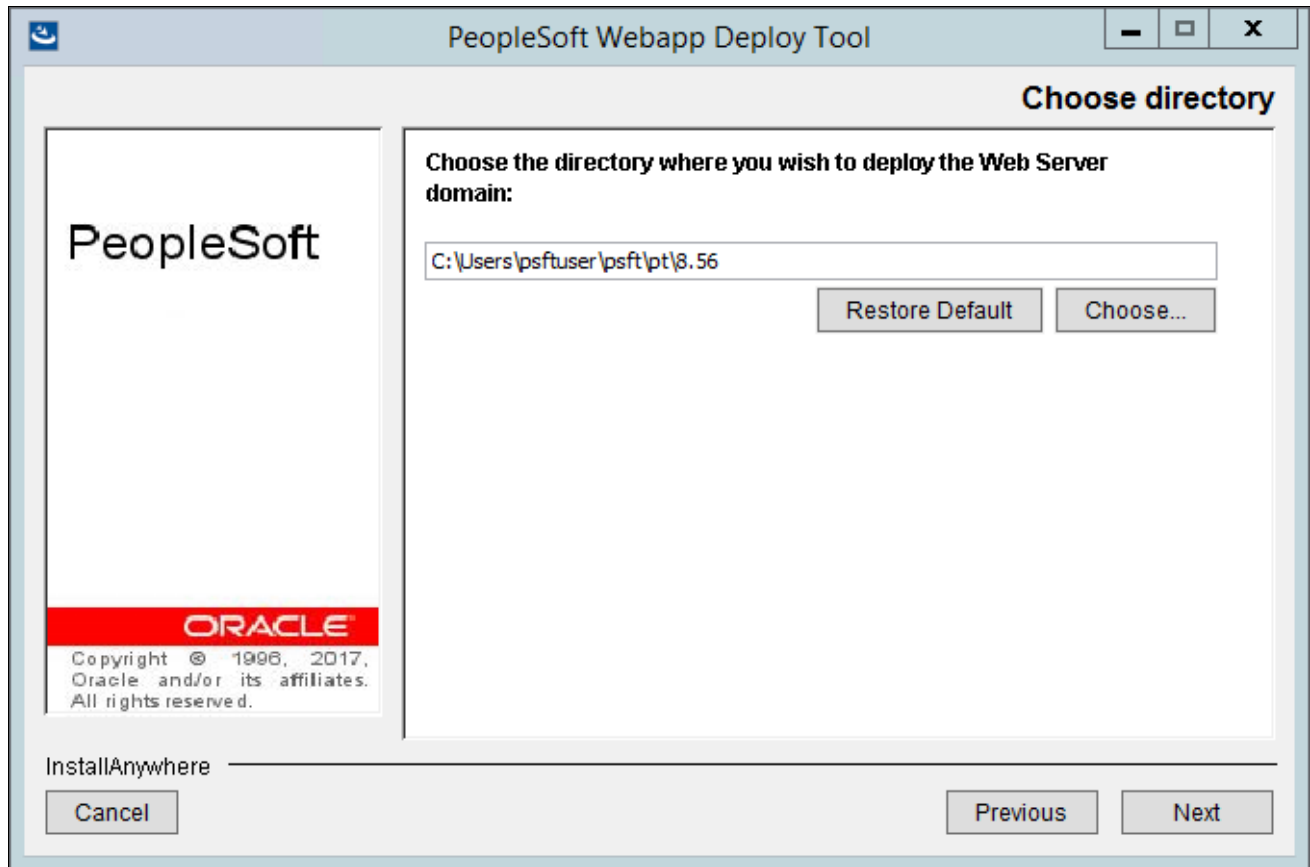 PeopleSoft Webapp Deploy Tool
Choose directory
PeopleSoft
ORACLE
Copyright © 1996, 2017,
Oracle and/or its affiliates.
All rights reserved.
Choose the directory where you wish to deploy the Web Server
domain:
C:\Users\psftuser\psft\pt\8.56
Restore Default Choose...
InstallAnywhere
Cancel Previous Next